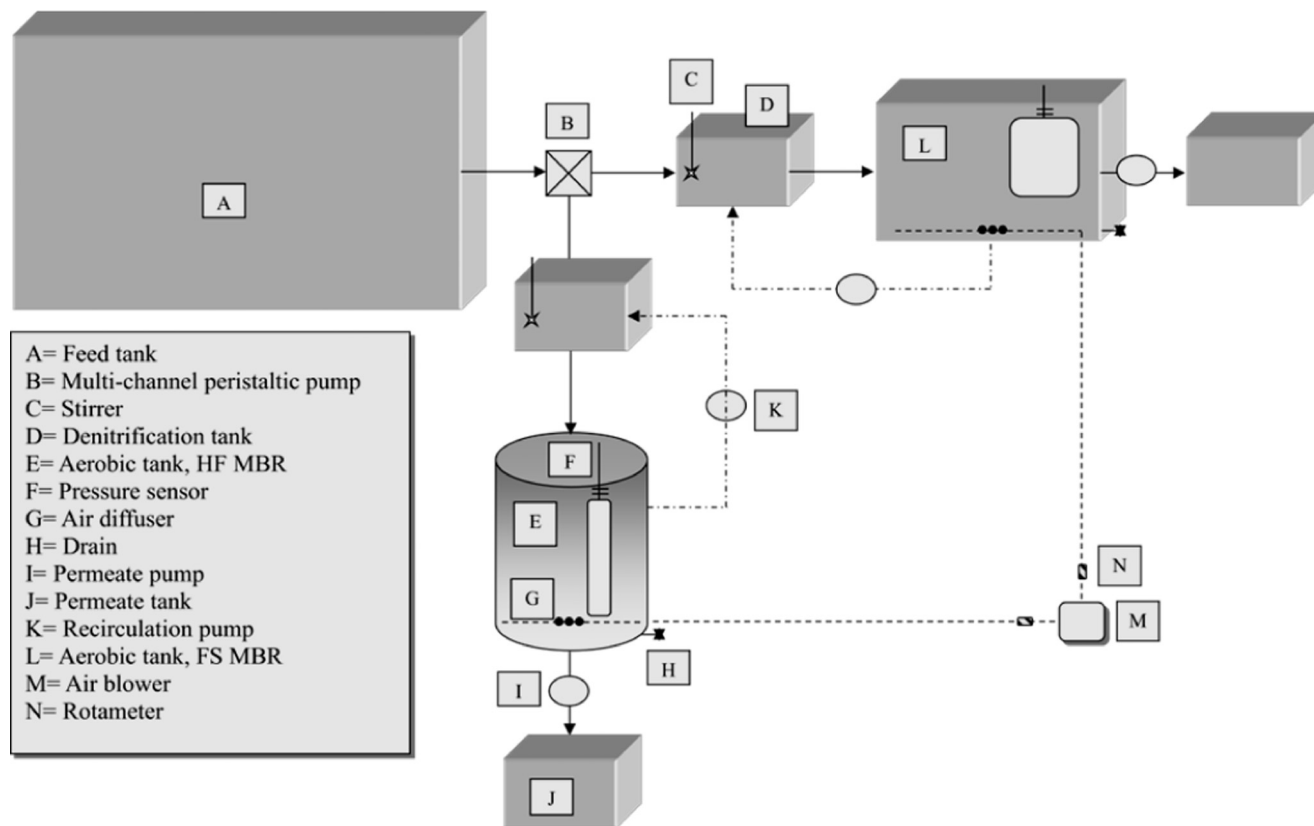 C
D
B
L
A
A= Feed tank
B= Multi-channel peristaltic pump
C= Stirrer
D= Denitrification tank
E= Aerobic tank, HF MBR
F= Pressure sensor
G= Air diffuser
H= Drain
I= Permeate pump
J= Permeate tank
K= Recirculation pump
L= Aerobic tank, FS MBR
M= Air blower
N= Rotameter
K
F
E
G
N
M
H
I
J